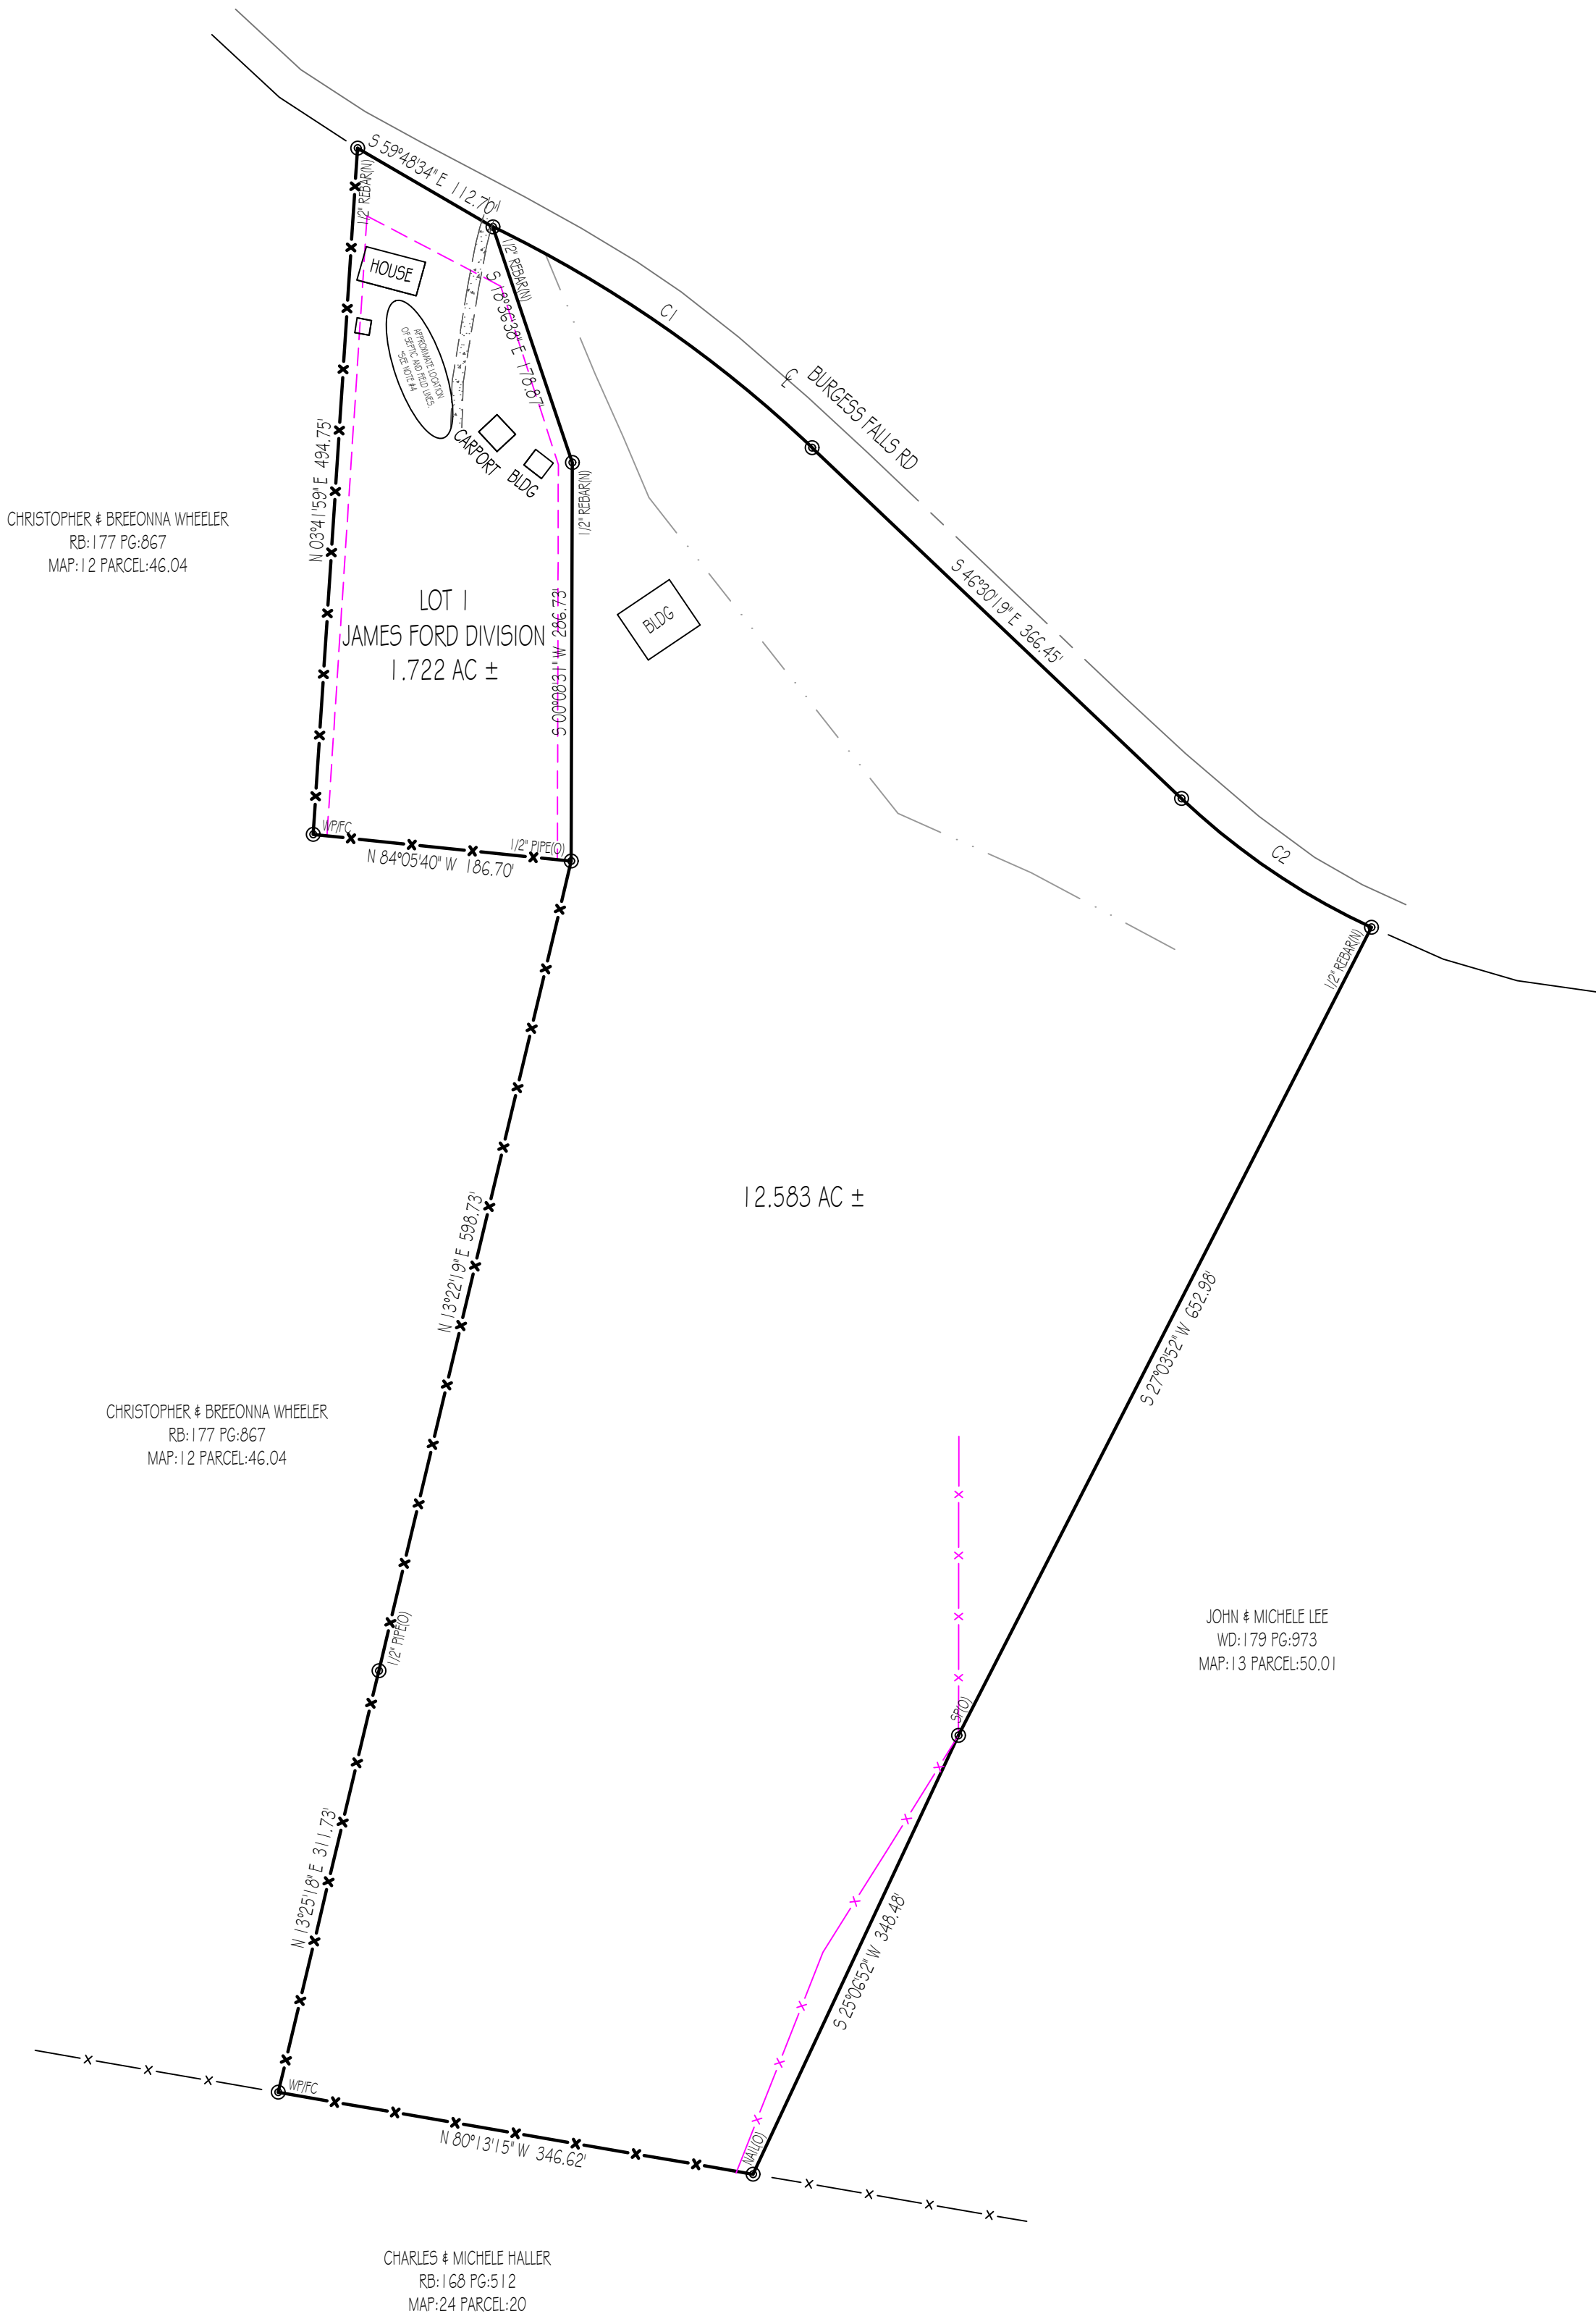 S 59°48'34" E 112.70'
1/2" REBAR(N)
1/2" REBAR(N)
HOUSE
S 18°36'38" E 178.87'
C1
APPROXIMATE LOCATION
OF SEPTIC AND FIELD LINES.
*SEE NOTE #4
℄ BURGESS FALLS RD
CARPORT
BLDG
1/2" REBAR(N)
N 03°41'59" E 494.75'
CHRISTOPHER & BREEONNA WHEELER
RB:177 PG:867
MAP:12 PARCEL:46.04
LOT 1
JAMES FORD DIVISION
1.722 AC ±
S 00°08'31" W 286.73'
BLDG
S 46°30'19" E 366.45'
WP/FC
1/2" PIPE(O)
N 84°05'40" W 186.70'
C2
1/2" REBAR(N)
12.583 AC ±
N 13°22'19" E 598.73'
S 27°03'52" W 652.98'
CHRISTOPHER & BREEONNA WHEELER
RB:177 PG:867
MAP:12 PARCEL:46.04
1/2" PIPE(O)
JOHN & MICHELE LEE
WD:179 PG:973
MAP:13 PARCEL:50.01
SP(O)
N 13°25'18" E 311.73'
S 25°06'52" W 348.48'
WP/FC
N 80°13'15" W 346.62'
NAIL(O)
CHARLES & MICHELE HALLER
RB:168 PG:512
MAP:24 PARCEL:20